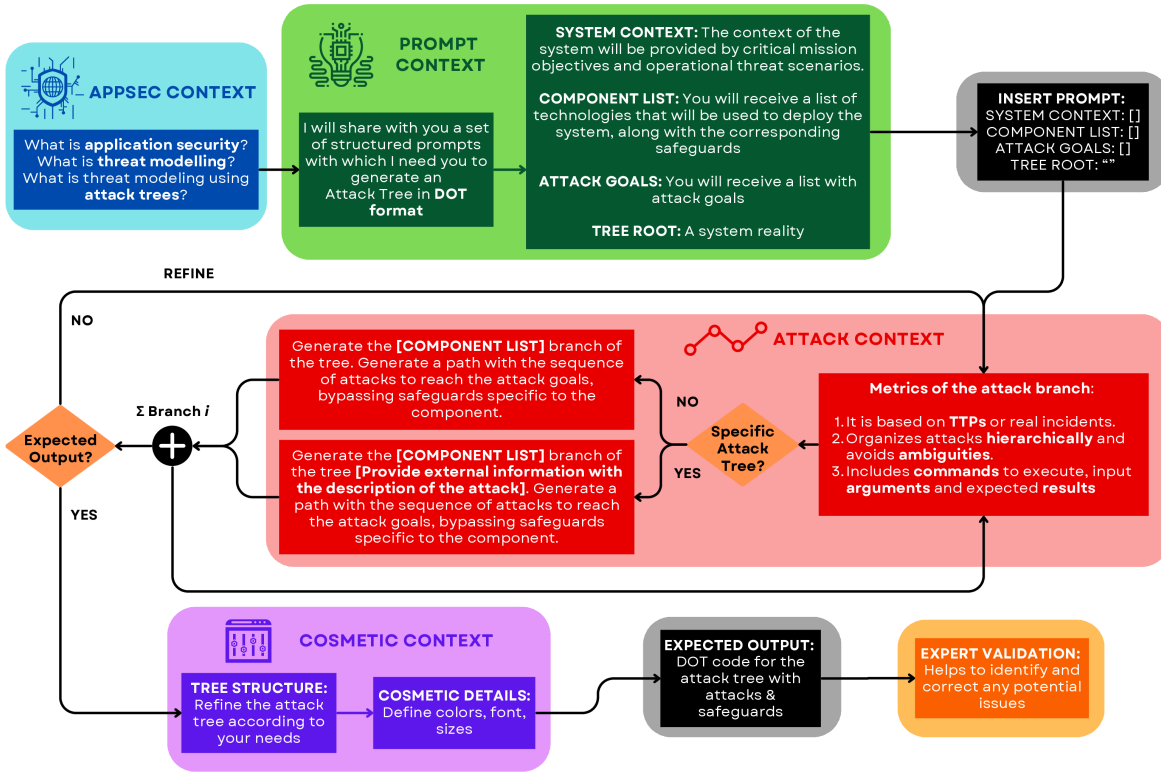 APPSEC CONTEXT
What is application security?
What is threat modelling?
What is threat modeling using
attack trees?
PROMPT
CONTEXT
I will share with you a set
of structured prompts
with which I need you to
generate an
Attack Tree in DOT
format
SYSTEM CONTEXT: The context of the
system will be provided by critical mission
objectives and operational threat scenarios.
COMPONENT LIST: You will receive a list of
technologies that will be used to deploy the
system, along with the corresponding
safeguards
ATTACK GOALS: You will receive a list with
attack goals
TREE ROOT: A system reality
INSERT PROMPT:
SYSTEM CONTEXT: []
COMPONENT LIST: []
ATTACK GOALS: []
TREE ROOT: “”
REFINE
NO
ATTACK CONTEXT
Metrics of the attack branch:
1. It is based on TTPs or real incidents.
2. Organizes attacks hierarchically and
avoids ambiguities.
3. Includes commands to execute, input
arguments and expected results
Specific
Attack
Tree?
NO
YES
Generate the [COMPONENT LIST] branch of
the tree. Generate a path with the sequence
of attacks to reach the attack goals,
bypassing safeguards specific to the
component.
Generate the [COMPONENT LIST] branch of
the tree [Provide external information with
the description of the attack]. Generate a
path with the sequence of attacks to reach
the attack goals, bypassing safeguards
specific to the component.
Σ Branch i
Expected
Output?
YES
COSMETIC CONTEXT
TREE STRUCTURE:
Refine the attack
tree according to
your needs
COSMETIC DETAILS:
Define colors, font,
sizes
EXPECTED OUTPUT:
DOT code for the
attack tree with
attacks &
safeguards
EXPERT VALIDATION:
Helps to identify and
correct any potential
issues